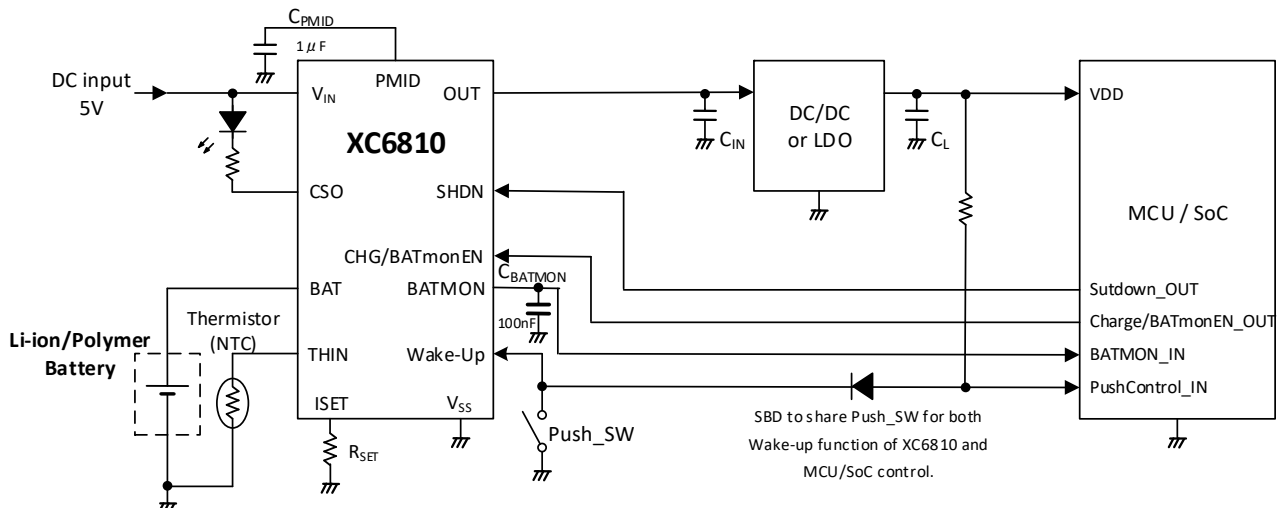 CPMID
1μF
DC input
5V
PMID
VIN
OUT
XC6810
CSO
SHDN
CHG/BATmonEN
CBATMON
BAT
BATMON
100nF
Thermistor
(NTC)
Li-ion/Polymer
Battery
THIN
Wake-Up
ISET
VSS
RSET
Push_SW
CIN
DC/DC
or LDO
CL
VDD
MCU / SoC
Sutdown_OUT
Charge/BATmonEN_OUT
BATMON_IN
PushControl_IN
SBD to share Push_SW for both
Wake-up function of XC6810 and
MCU/SoC control.